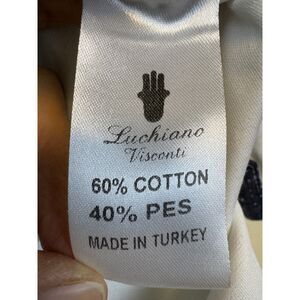 Luchiano
Visconti
60% COTTON
40% PES
MADE IN TURKEY